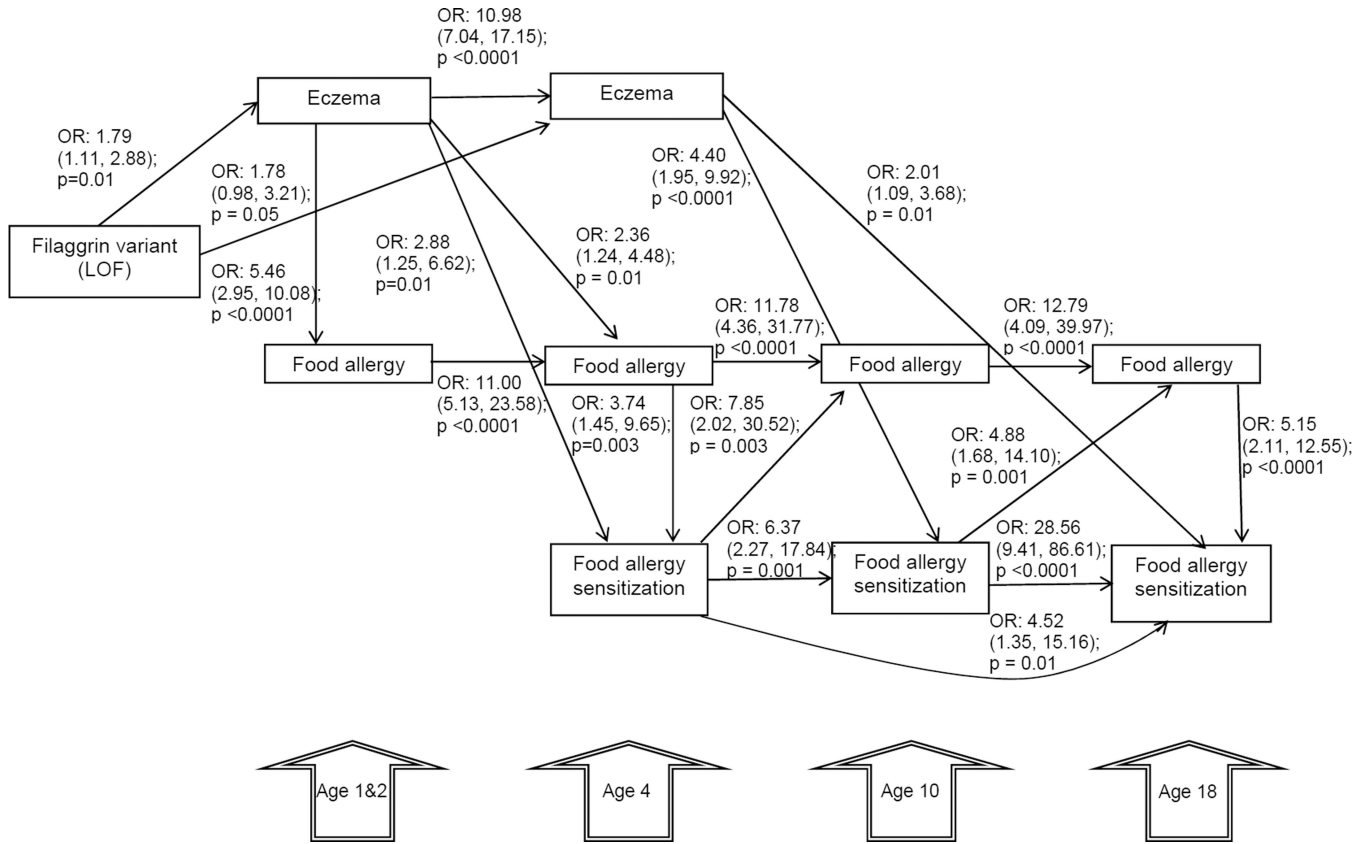 OR: 10.98
(7.04, 17.15);
p <0.0001
Eczema
Eczema
OR: 1.79
(1.11, 2.88);
p=0.01
OR: 1.78
(0.98, 3.21);
p = 0.05
OR: 4.40
(1.95, 9.92);
p <0.0001
OR: 2.01
(1.09, 3.68);
p = 0.01
Filaggrin variant
(LOF)
OR: 2.88
(1.25, 6.62);
p=0.01
OR: 2.36
(1.24, 4.48);
p = 0.01
OR: 5.46
(2.95, 10.08);
p <0.0001
OR: 11.78
(4.36, 31.77);
p <0.0001
OR: 12.79
(4.09, 39.97);
p <0.0001
Food allergy
Food allergy
Food allergy
Food allergy
OR: 11.00
(5.13, 23.58);
p <0.0001
OR: 3.74
(1.45, 9.65);
p=0.003
OR: 7.85
(2.02, 30.52);
p = 0.003
OR: 4.88
(1.68, 14.10);
p = 0.001
OR: 5.15
(2.11, 12.55);
p <0.0001
OR: 6.37
(2.27, 17.84);
p = 0.001
OR: 28.56
(9.41, 86.61);
p <0.0001
Food allergy
sensitization
Food allergy
sensitization
Food allergy
sensitization
OR: 4.52
(1.35, 15.16);
p = 0.01
Age 1&2
Age 4
Age 10
Age 18